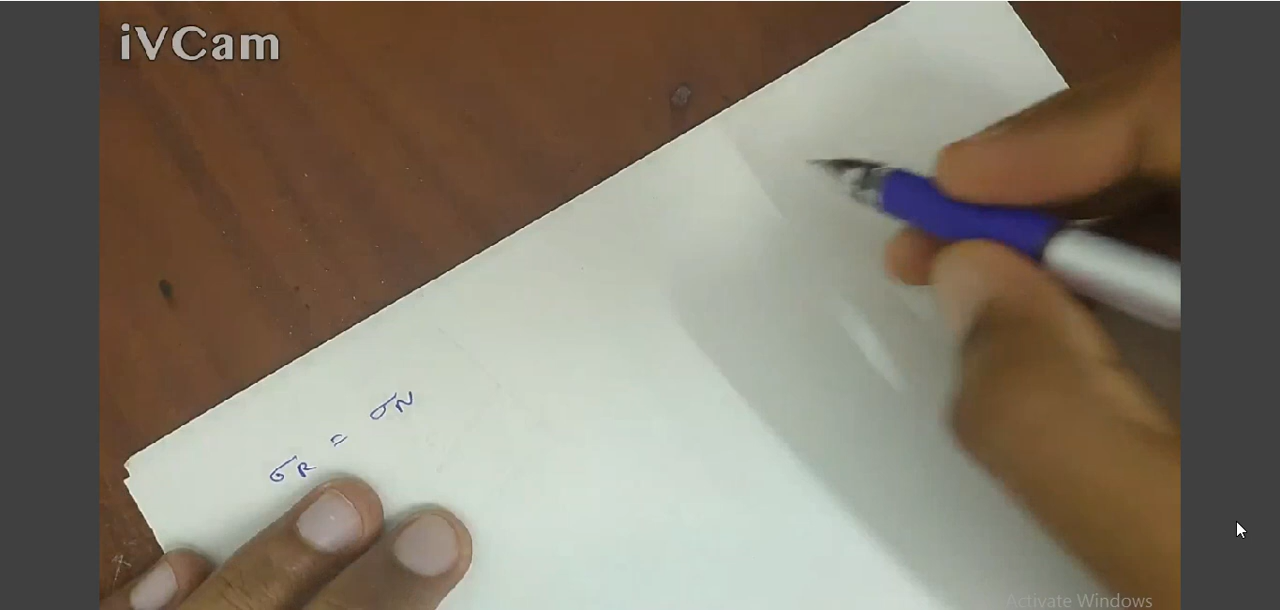 iVCam
σR = σN
Activate Windows